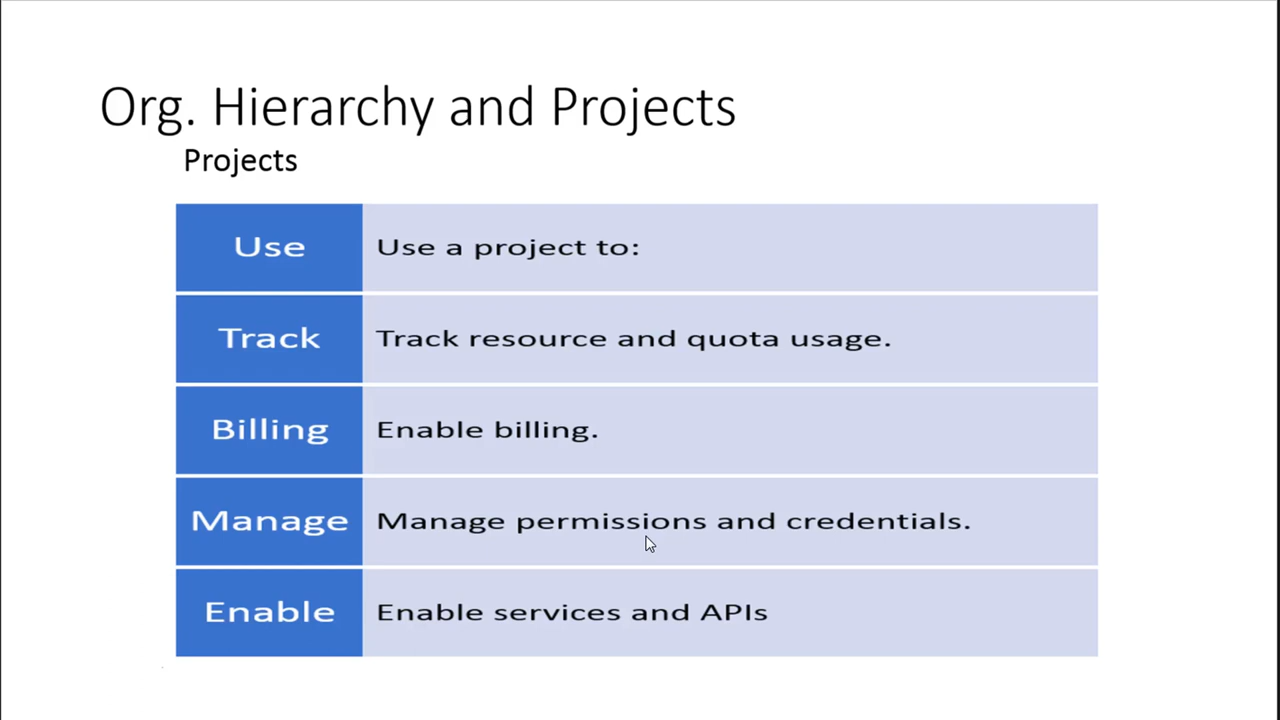 Org. Hierarchy and Projects
Projects
Use
Use a project to:
Track
Track resource and quota usage.
Billing
Enable billing.
Manage
Manage permissions and credentials.
Enable
Enable services and APIs